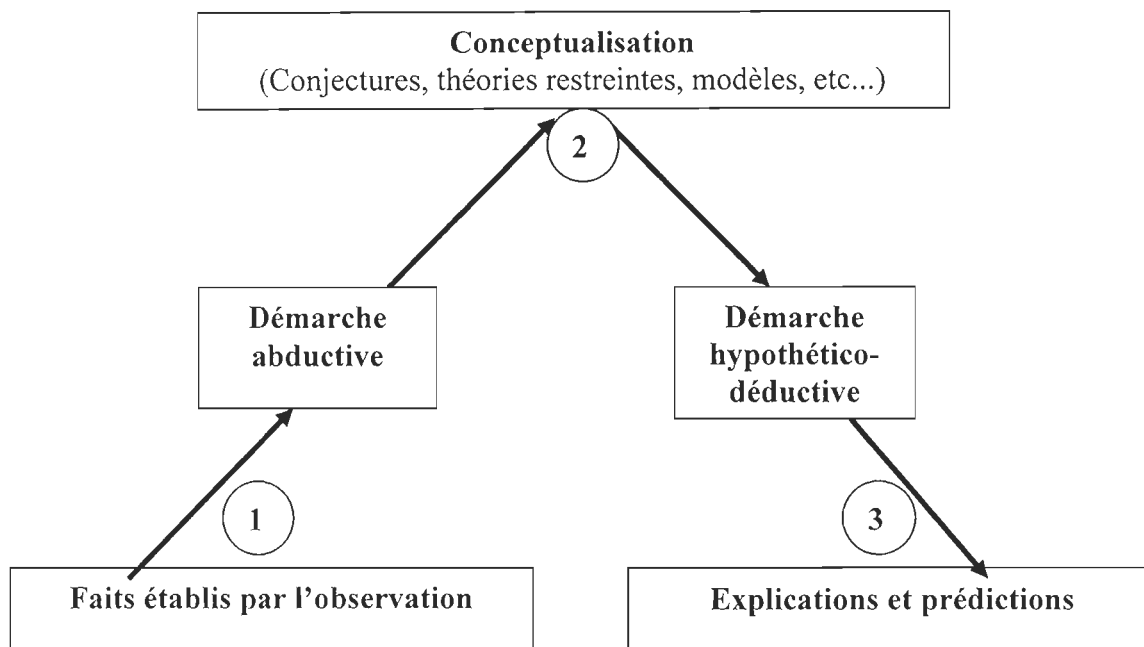 Conceptualisation
(Conjectures, théories restreintes, modèles, etc...)
2
Démarche
abductive
Démarche
hypothético-
déductive
1
3
Faits établis par l'observation
Explications et prédictions